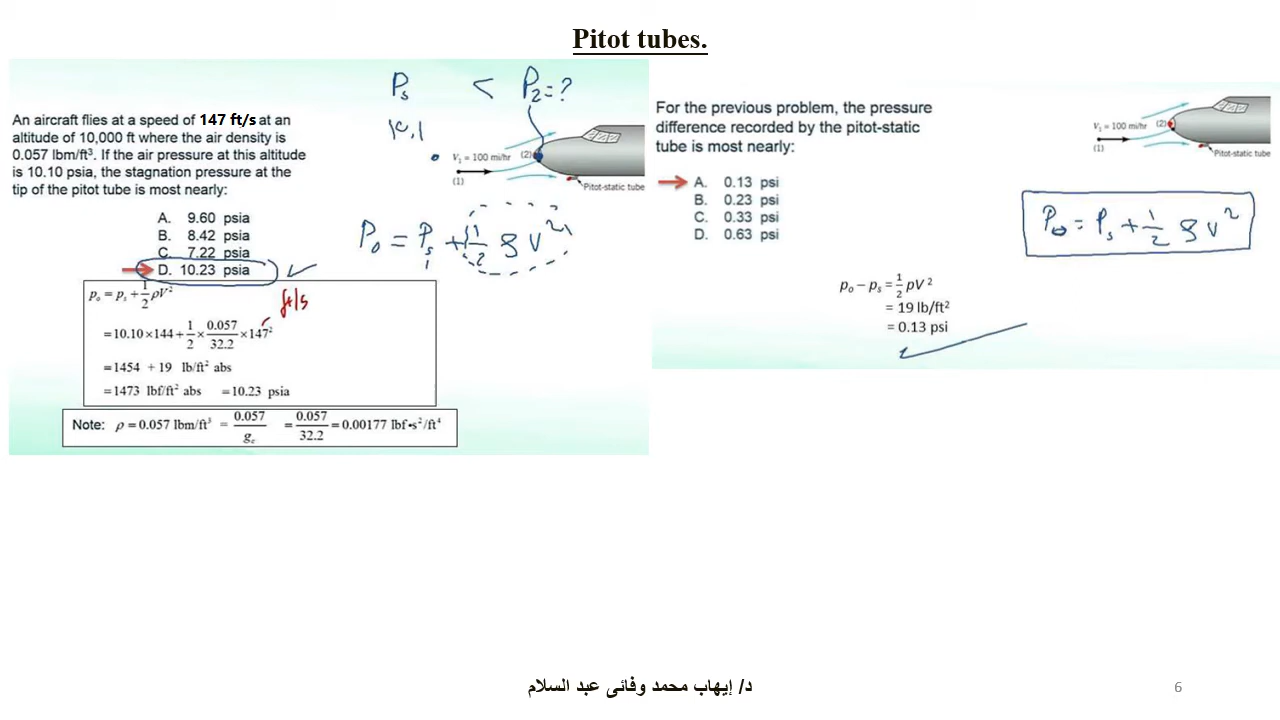 Pitot tubes.
An aircraft flies at a speed of 147 ft/s at an
altitude of 10,000 ft where the air density is
0.057 lbm/ft³. If the air pressure at this altitude
is 10.10 psia, the stagnation pressure at the
tip of the pitot tube is most nearly:
A. 9.60 psia
B. 8.42 psia
C. 7.22 psia
D. 10.23 psia
Pₛ < P₂=?
10.1
V₁ = 100 mi/hr (2)
(1)
Pitot-static tube
P₀ = Pₛ + ½ ρ V²
ft/s
pₒ = pₛ + ½ρV²
= 10.10 × 144 + ½ × 0.057/32.2 × 147²
= 1454 + 19 lb/ft² abs
= 1473 lbf/ft² abs = 10.23 psia
Note: ρ = 0.057 lbm/ft³ = 0.057/g꜀ = 0.057/32.2 = 0.00177 lbf•s²/ft⁴
For the previous problem, the pressure
difference recorded by the pitot-static
tube is most nearly:
A. 0.13 psi
B. 0.23 psi
C. 0.33 psi
D. 0.63 psi
V₁ = 100 mi/hr (2)
(1)
Pitot-static tube
P₀ = Pₛ + ½ ρ V²
pₒ - pₛ = ½ρV²
= 19 lb/ft²
= 0.13 psi
د/ إيهاب محمد وفائى عبد السلام
6